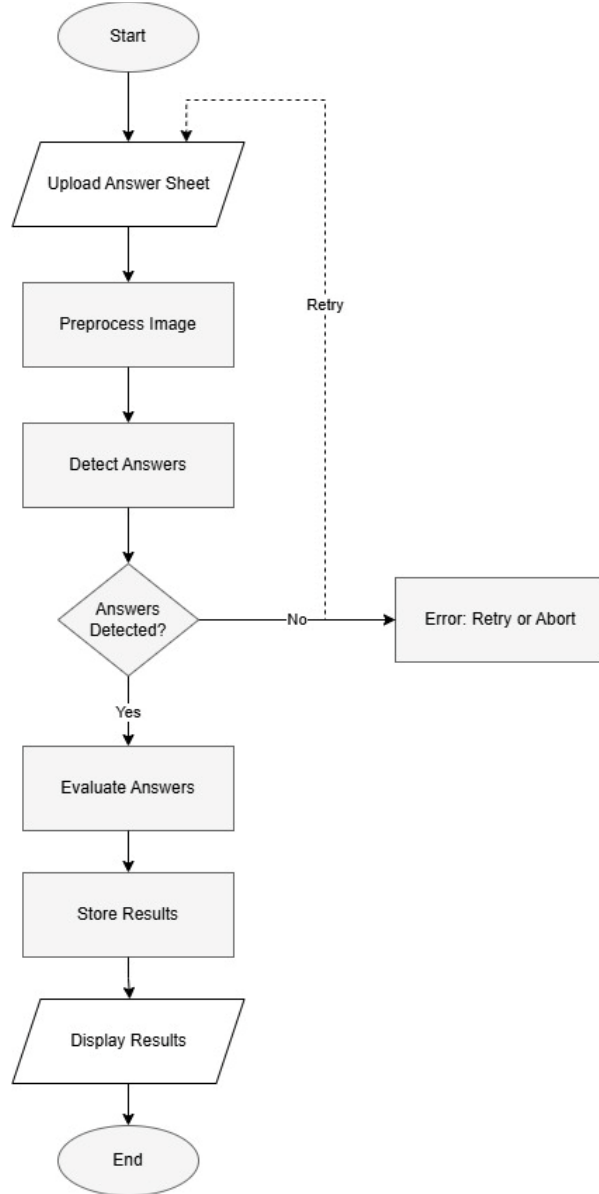 Start
Upload Answer Sheet
Preprocess Image
Retry
Detect Answers
Answers
Detected?
No
Error: Retry or Abort
Yes
Evaluate Answers
Store Results
Display Results
End